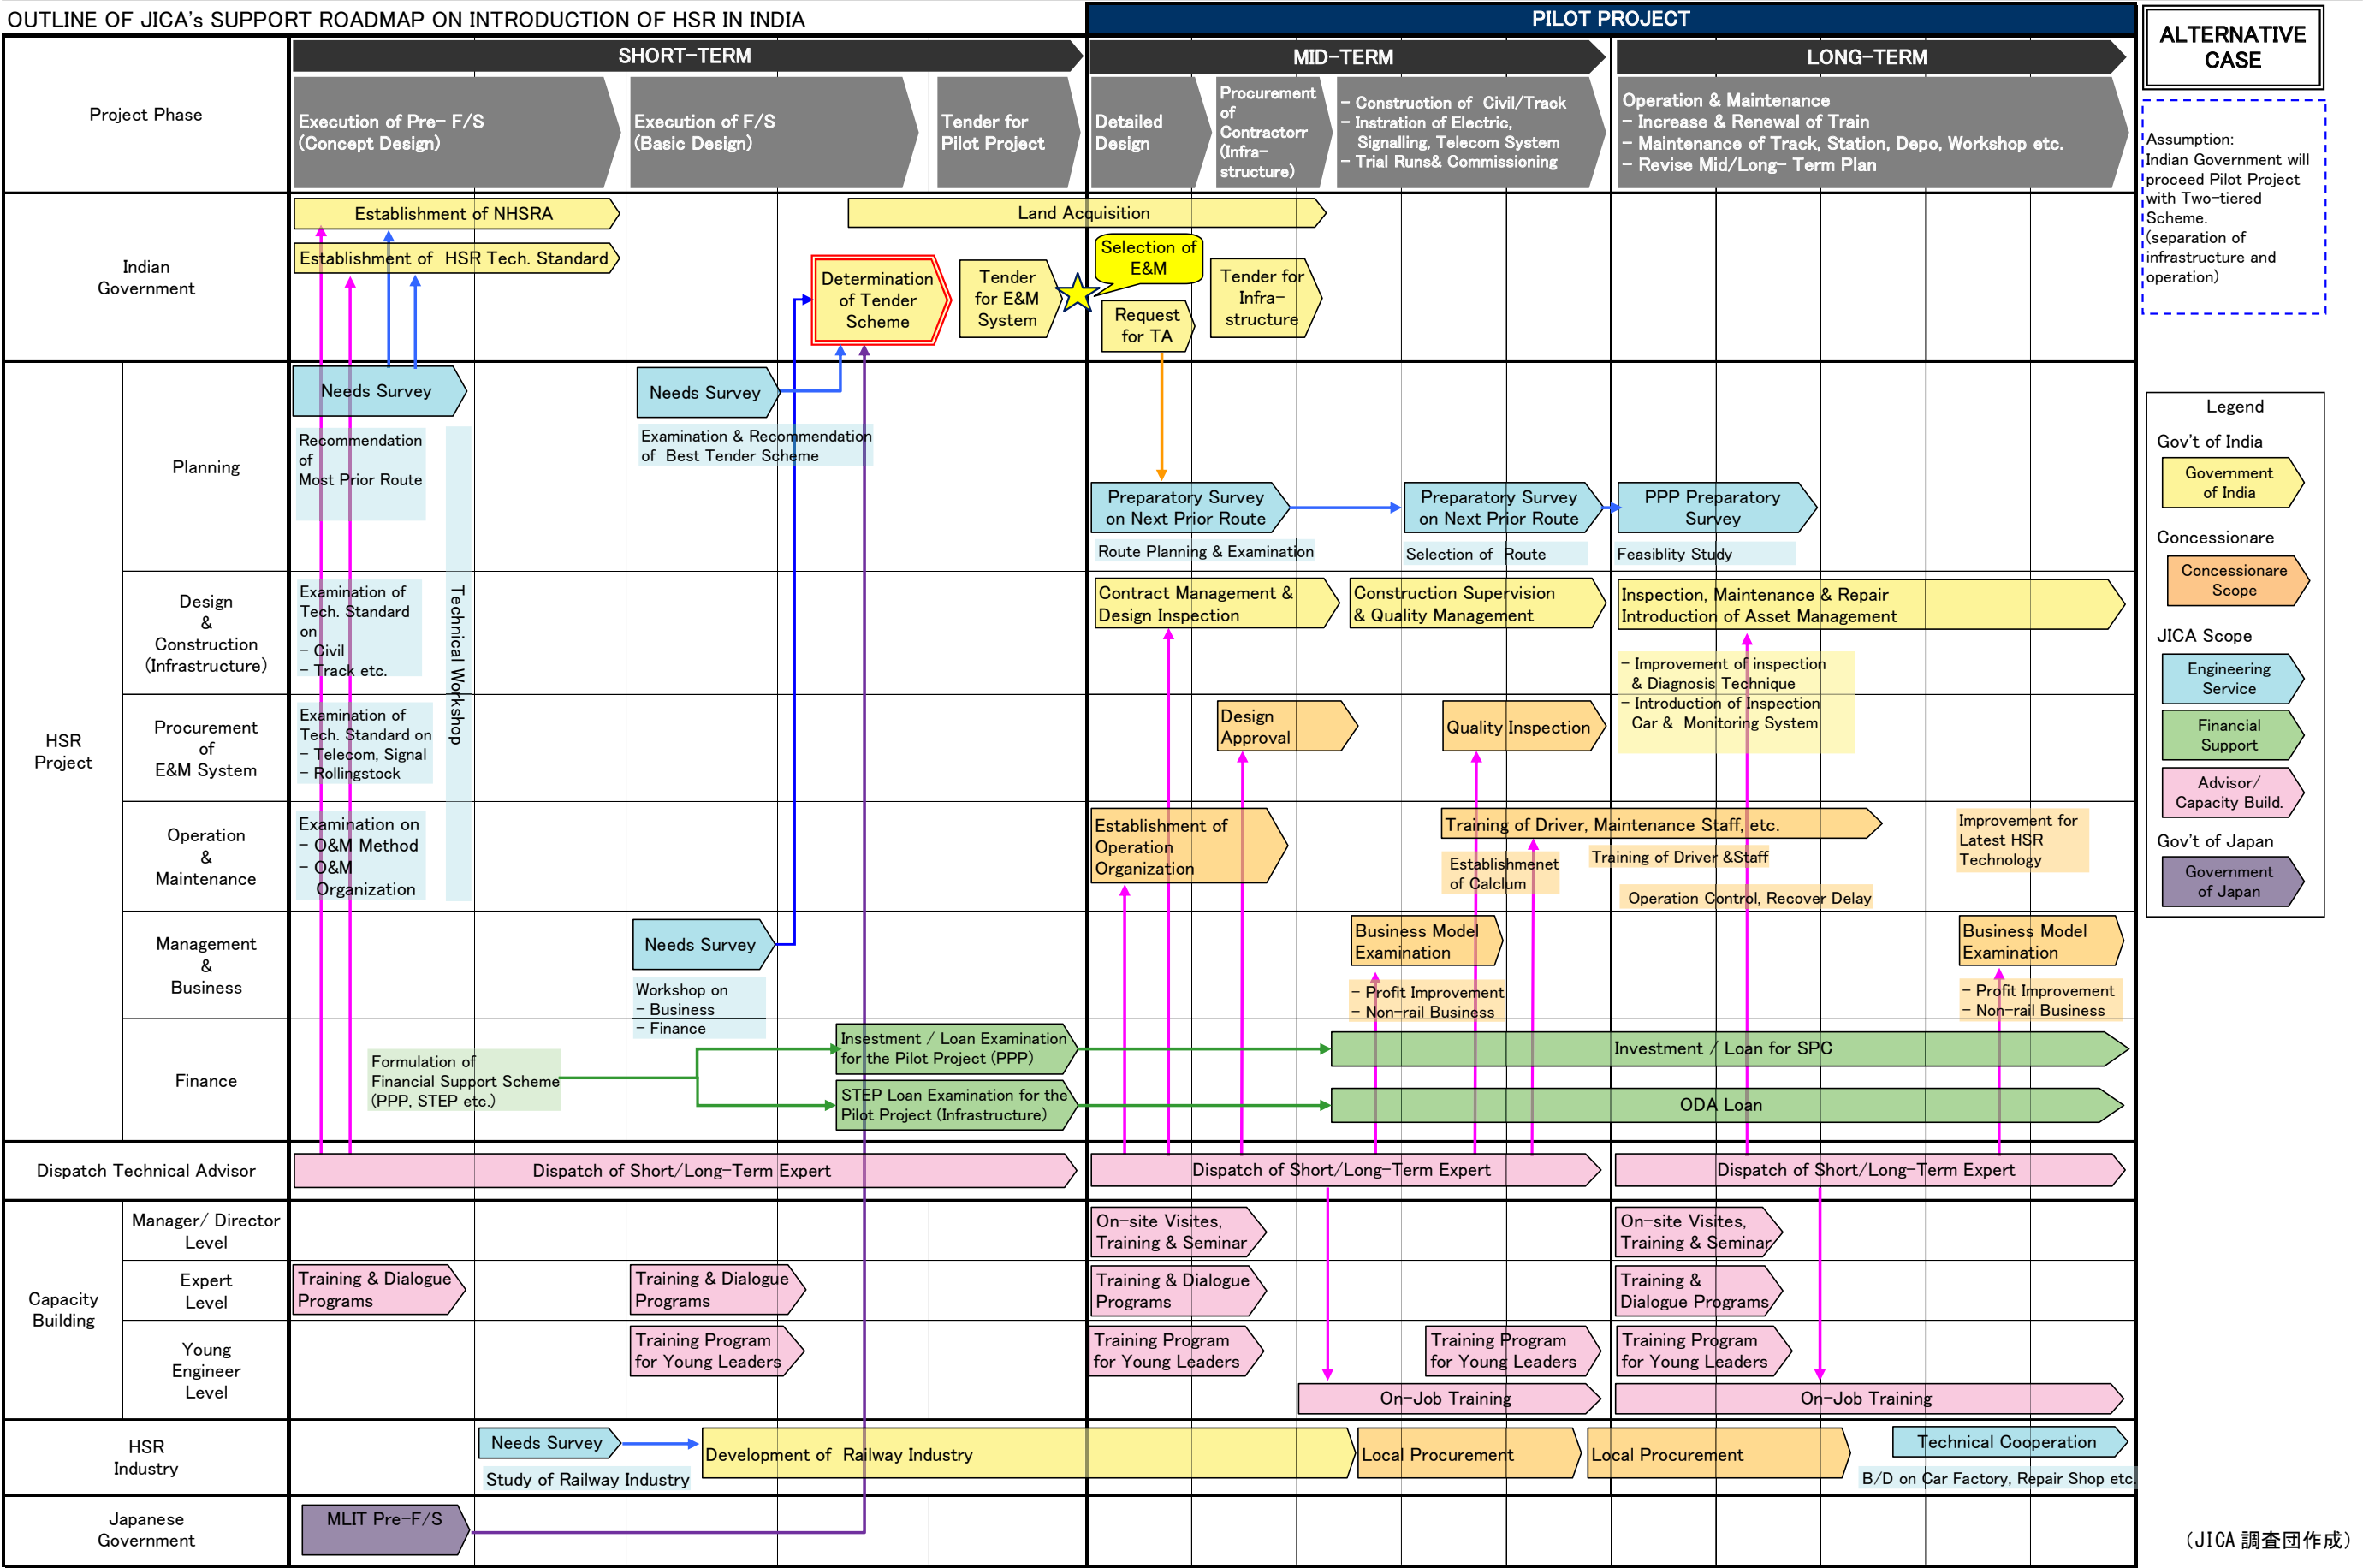 OUTLINE OF JICA's SUPPORT ROADMAP ON INTRODUCTION OF HSR IN INDIA
PILOT PROJECT
ALTERNATIVE
CASE
SHORT-TERM
MID-TERM
LONG-TERM
Project Phase
Execution of Pre- F/S
(Concept Design)
Execution of F/S
(Basic Design)
Tender for
Pilot Project
Detailed
Design
Procurement
of
Contractorr
(Infra-
structure)
- Construction of  Civil/Track
- Instration of Electric,
Signalling, Telecom System
- Trial Runs& Commissioning
Operation & Maintenance
- Increase & Renewal of Train
- Maintenance of Track, Station, Depo, Workshop etc.
- Revise Mid/Long- Term Plan
Assumption:
Indian Government will
proceed Pilot Project
with Two-tiered
Scheme.
(separation of
infrastructure and
operation)
Indian
Government
Establishment of NHSRA
Establishment of  HSR Tech. Standard
Land Acquisition
Determination
of Tender
Scheme
Tender
for E&M
System
Selection of
E&M
Request
for TA
Tender for
Infra-
structure
HSR
Project
Planning
Needs Survey
Recommendation
of
Most Prior Route
Technical Workshop
Needs Survey
Examination & Recommendation
of  Best Tender Scheme
Preparatory Survey
on Next Prior Route
Route Planning & Examination
Preparatory Survey
on Next Prior Route
Selection of  Route
PPP Preparatory
Survey
Feasiblity Study
Design
&
Construction
(Infrastructure)
Examination of
Tech. Standard
on
- Civil
- Track etc.
Contract Management &
Design Inspection
Construction Supervision
& Quality Management
Inspection, Maintenance & Repair
Introduction of Asset Management
- Improvement of inspection
& Diagnosis Technique
- Introduction of Inspection
Car &  Monitoring System
Procurement
of
E&M System
Examination of
Tech. Standard on
- Telecom, Signal
- Rollingstock
Design
Approval
Quality Inspection
Operation
&
Maintenance
Examination on
- O&M Method
- O&M
Organization
Establishment of
Operation
Organization
Training of Driver, Maintenance Staff, etc.
Establishmenet
of Calclum
Training of Driver &Staff
Operation Control, Recover Delay
Improvement for
Latest HSR
Technology
Management
&
Business
Needs Survey
Workshop on
- Business
- Finance
Business Model
Examination
- Profit Improvement
- Non-rail Business
Business Model
Examination
- Profit Improvement
- Non-rail Business
Finance
Formulation of
Financial Support Scheme
(PPP, STEP etc.)
Insestment / Loan Examination
for the Pilot Project (PPP)
STEP Loan Examination for the
Pilot Project (Infrastructure)
Investment / Loan for SPC
ODA Loan
Dispatch Technical Advisor
Dispatch of Short/Long-Term Expert
Dispatch of Short/Long-Term Expert
Dispatch of Short/Long-Term Expert
Capacity
Building
Manager/ Director
Level
On-site Visites,
Training & Seminar
On-site Visites,
Training & Seminar
Expert
Level
Training & Dialogue
Programs
Training & Dialogue
Programs
Training & Dialogue
Programs
Training &
Dialogue Programs
Young
Engineer
Level
Training Program
for Young Leaders
Training Program
for Young Leaders
Training Program
for Young Leaders
Training Program
for Young Leaders
On-Job Training
On-Job Training
HSR
Industry
Needs Survey
Study of Railway Industry
Development of  Railway Industry
Local Procurement
Local Procurement
Technical Cooperation
B/D on Car Factory, Repair Shop etc.
Japanese
Government
MLIT Pre-F/S
Legend
Gov't of India
Government
of India
Concessionare
Concessionare
Scope
JICA Scope
Engineering
Service
Financial
Support
Advisor/
Capacity Build.
Gov't of Japan
Government
of Japan
(JICA 調査団作成)